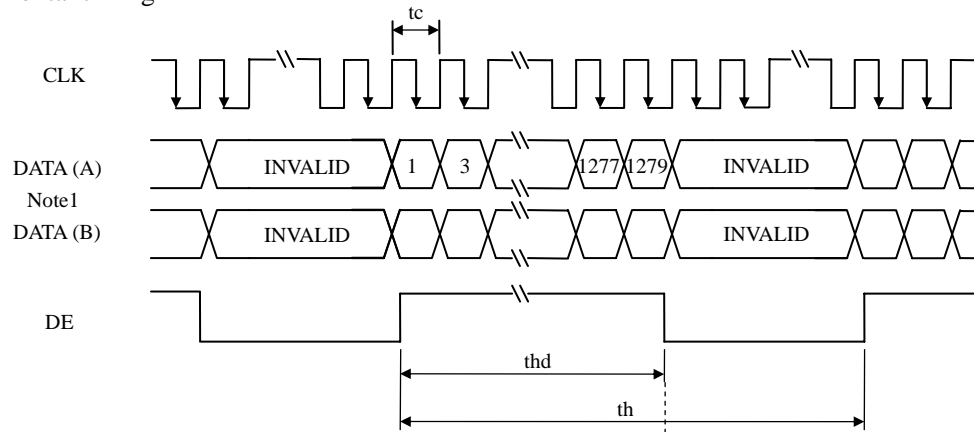 tc
CLK
DATA (A) INVALID 1 3 1277 1279 INVALID
Note1
DATA (B) INVALID INVALID
DE
thd
th